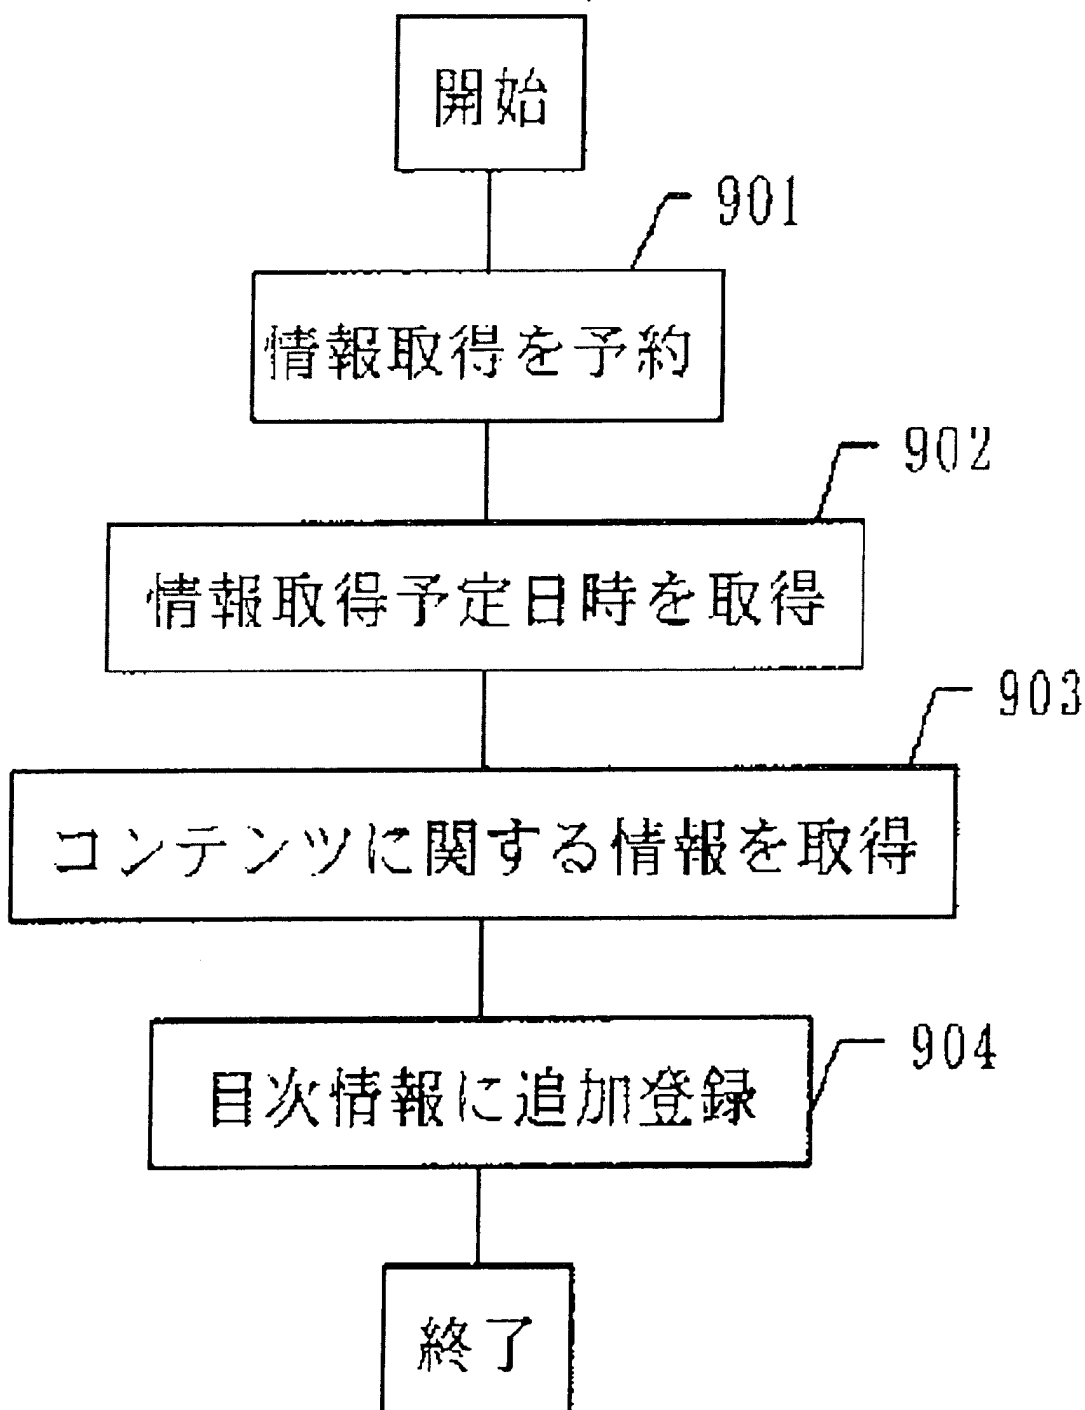 開始
901
情報取得を予約
902
情報取得予定日時を取得
903
コンテンツに関する情報を取得
904
目次情報に追加登録
終了